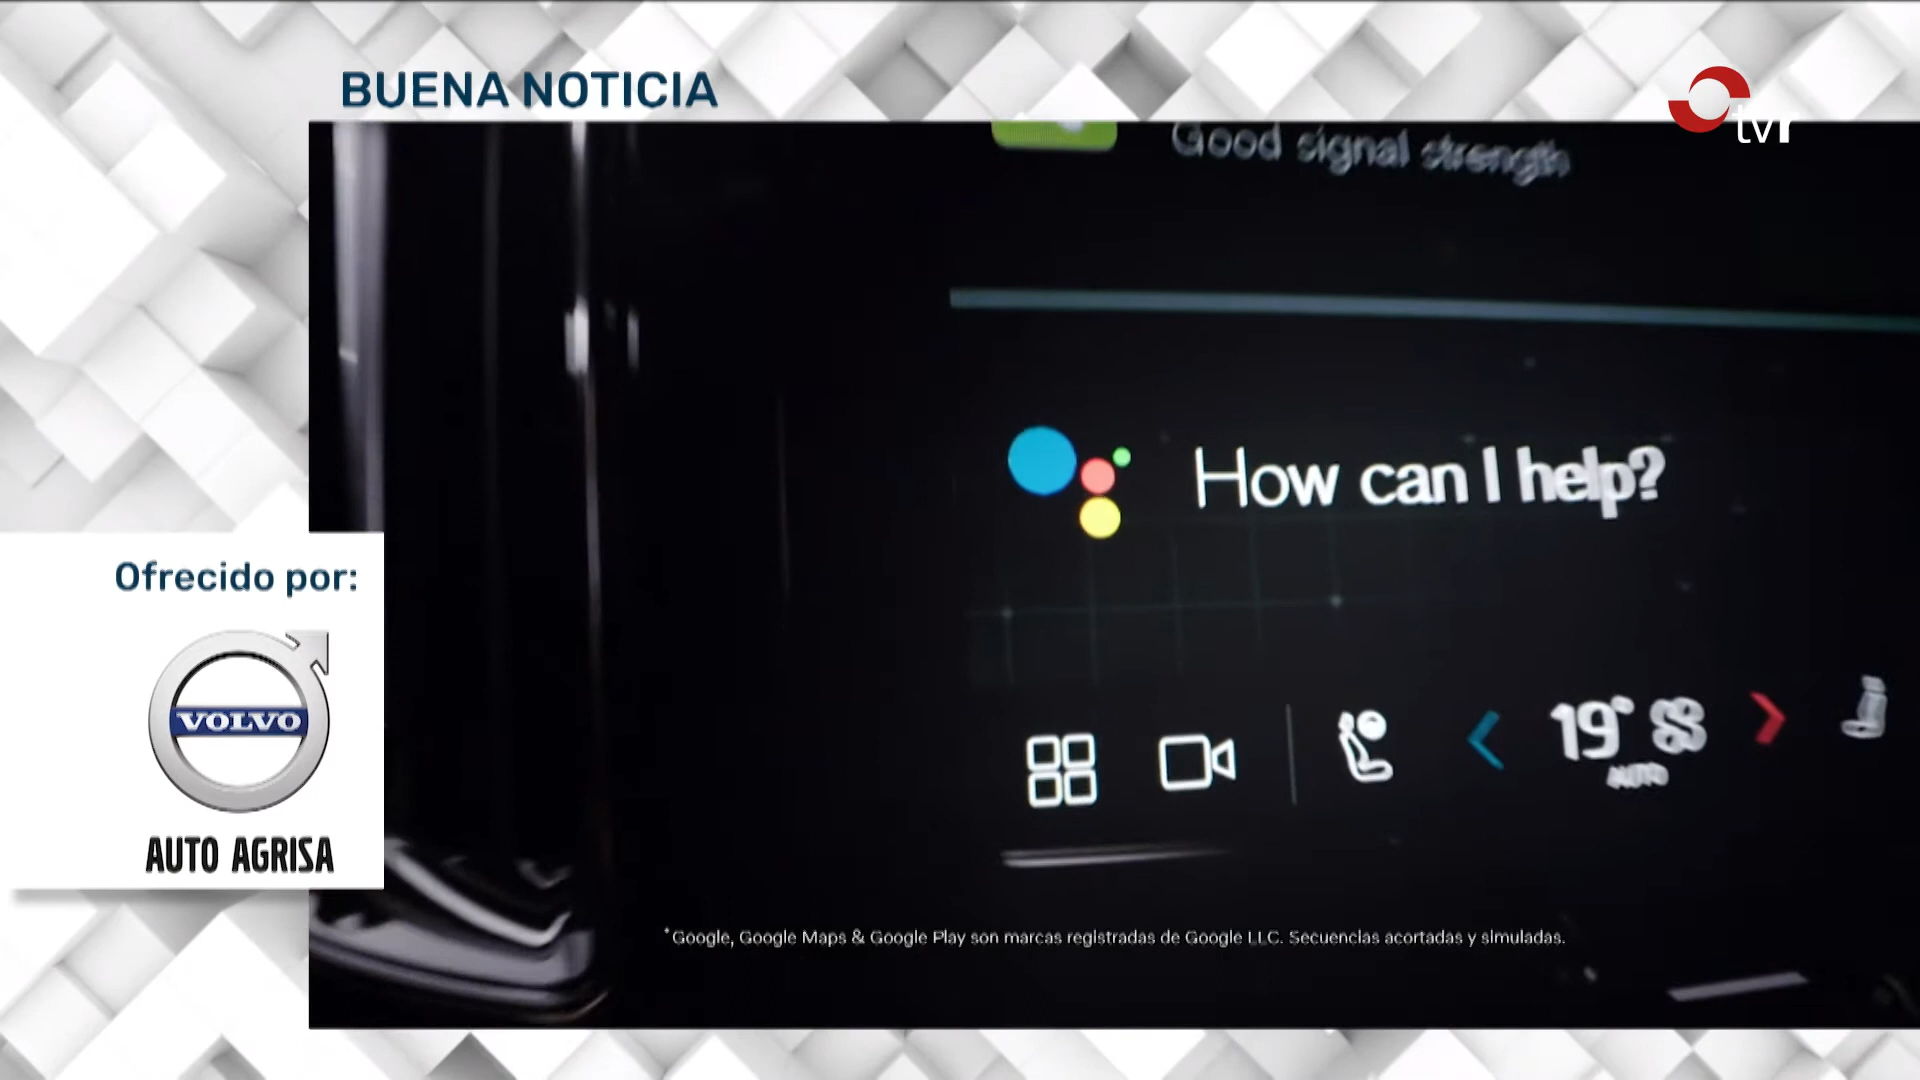 BUENA NOTICIA
tvr
Good signal strength
How can I help?
19°
AUTO
Ofrecido por:
VOLVO
AUTO AGRISA
*Google, Google Maps & Google Play son marcas registradas de Google LLC. Secuencias acortadas y simuladas.